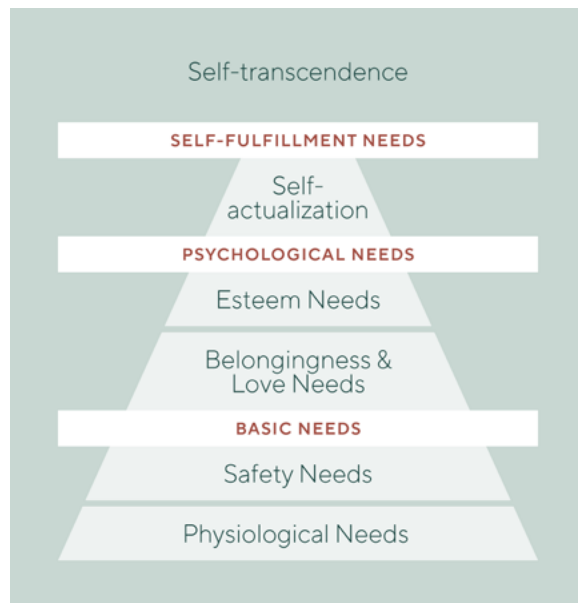 Self-transcendence
SELF-FULFILLMENT NEEDS
Self-
actualization
PSYCHOLOGICAL NEEDS
Esteem Needs
Belongingness &
Love Needs
BASIC NEEDS
Safety Needs
Physiological Needs